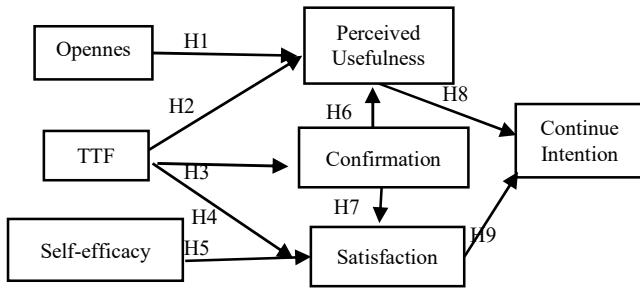 Opennes
H1
Perceived
Usefulness
H2
H8
H6
Continue
Intention
TTF
H3
Confirmation
H4
H7
Self-efficacy
H5
Satisfaction
H9